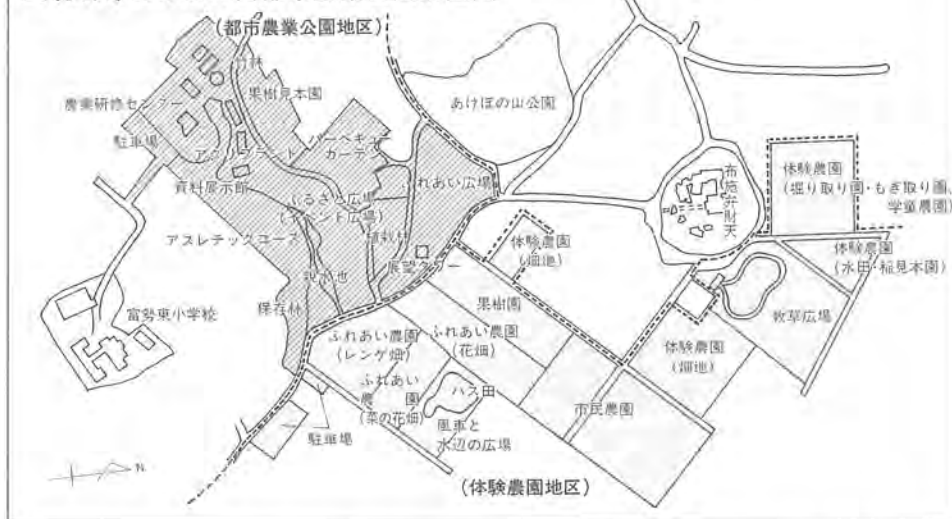 (都市農業公園地区)
竹林
果樹見本園
農業研修センター
駐車場
バーベキュー
ガーデン
資料展示館
ふるさと広場
(イベント広場)
ふれあい広場
アスレチックコース
植栽林
展望タワー
親水池
保存林
富勢東小学校
あけぼの山公園
布施弁財天
体験農園
(掘り取り園・もぎ取り園,
学童農園)
体験農園
(水田・稲見本園)
体験農園
(畑地)
果樹園
牧草広場
体験農園
(畑地)
ふれあい農園
(レンゲ畑)
ふれあい農園
(花畑)
ふれあい
農園
(菜の花畑)
ハス田
風車と
水辺の広場
市民農園
駐車場
N
(体験農園地区)